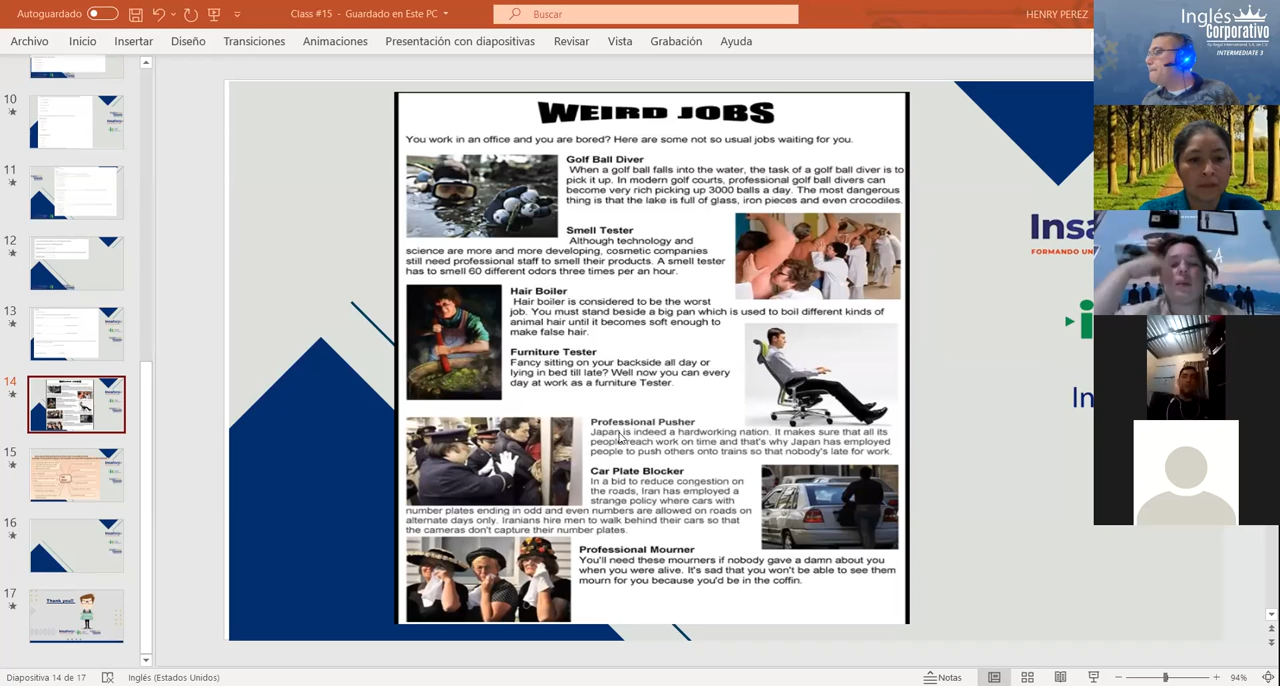 Autoguardado
Class #15 - Guardado en Este PC
Buscar
HENRY PEREZ
Archivo Inicio Insertar Diseño Transiciones Animaciones Presentación con diapositivas Revisar Vista Grabación Ayuda
Inglés
Corporativo
INTERMEDIATE 3
10
11
12
13
14
15
16
17
Thank you!!
WEIRD JOBS
You work in an office and you are bored? Here are some not so usual jobs waiting for you.
Golf Ball Diver
When a golf ball falls into the water, the task of a golf ball diver is to
pick it up. In modern golf courts, professional golf ball divers can
become very rich picking up 3000 balls a day. The most dangerous
thing is that the lake is full of glass, iron pieces and even crocodiles.
Smell Tester
Although technology and
science are more and more developing, cosmetic companies
still need professional staff to smell their products. A smell tester
has to smell 60 different odors three times per an hour.
Hair Boiler
Hair boiler is considered to be the worst
job. You must stand beside a big pan which is used to boil different kinds of
animal hair until it becomes soft enough to
make false hair.
Furniture Tester
Fancy sitting on your backside all day or
lying in bed till late? Well now you can every
day at work as a furniture Tester.
Professional Pusher
Japan is indeed a hardworking nation. It makes sure that all its
people reach work on time and that's why Japan has employed
people to push others onto trains so that nobody's late for work.
Car Plate Blocker
In a bid to reduce congestion on
the roads, Iran has employed a
strange policy where cars with
number plates ending in odd and even numbers are allowed on roads on
alternate days only. Iranians hire men to walk behind their cars so that
the cameras don't capture their number plates.
Professional Mourner
You'll need these mourners if nobody gave a damn about you
when you were alive. It's sad that you won't be able to see them
mourn for you because you'd be in the coffin.
Insa
FORMANDO UN
In
Diapositiva 14 de 17
Inglés (Estados Unidos)
Notas
94%